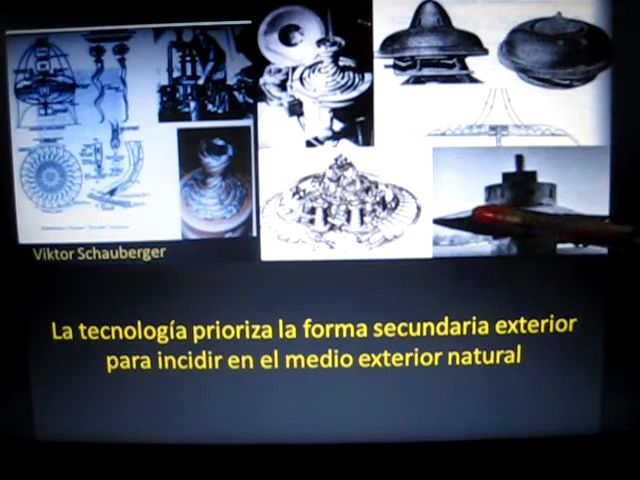 Viktor Schauberger
La tecnología prioriza la forma secundaria exterior
para incidir en el medio exterior natural